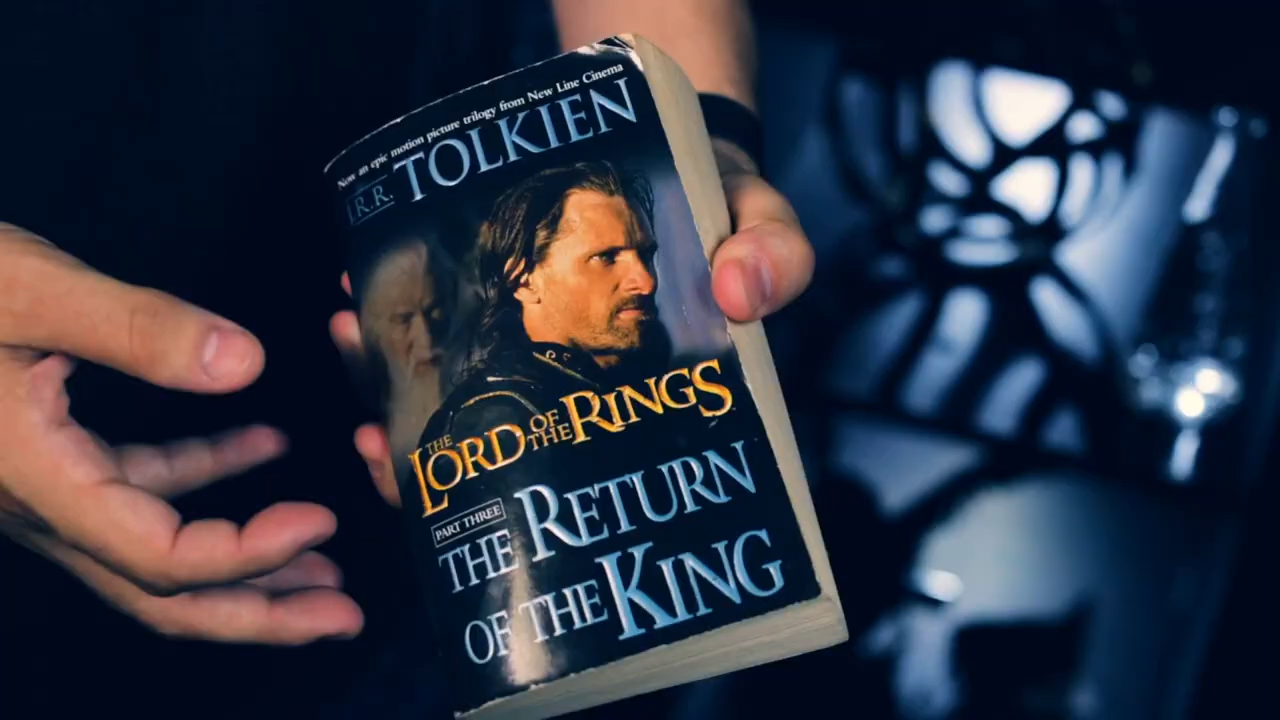 Now an epic motion picture trilogy from New Line Cinema
J.R.R. TOLKIEN
THE LORD OF THE RINGS
PART THREE
THE RETURN
OF THE KING